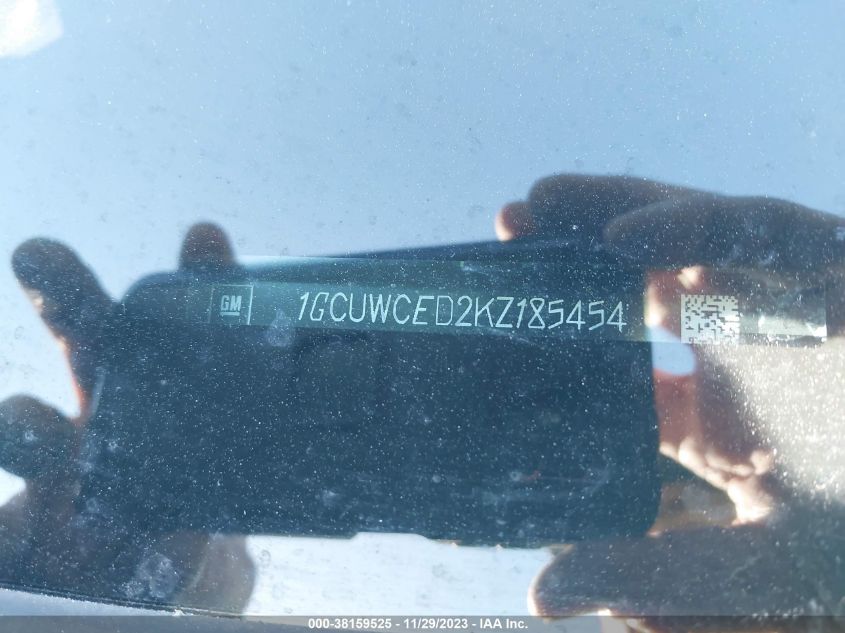 GM 1GCUWCED2KZ185454
000-38159525 - 11/29/2023 - IAA Inc.